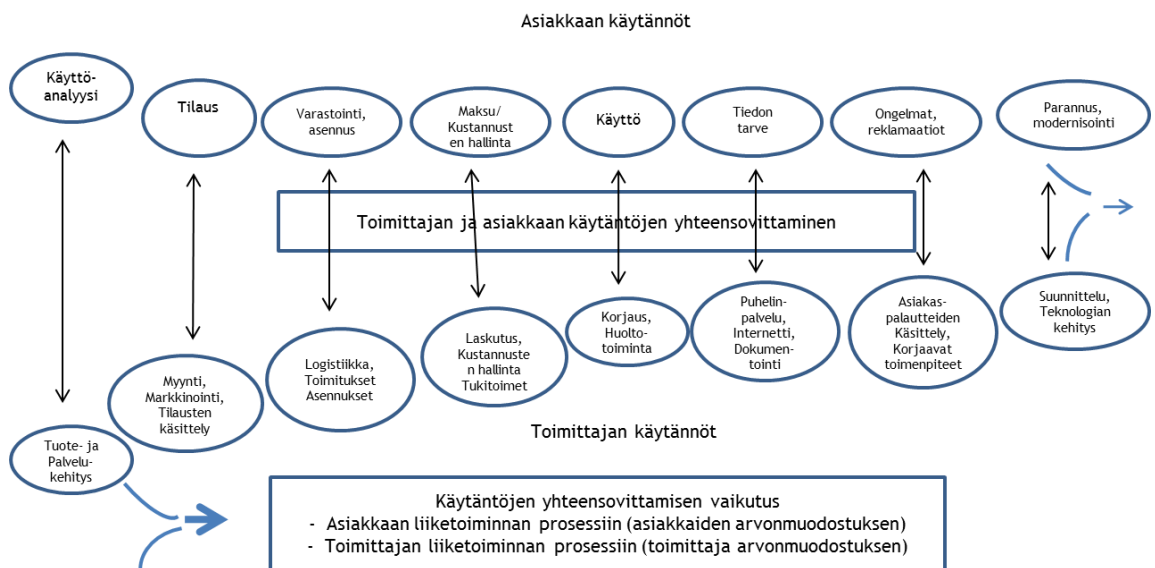 Asiakkaan käytännöt
Käyttö-
analyysi
Tilaus
Varastointi,
asennus
Maksu/
Kustannust
en hallinta
Käyttö
Tiedon
tarve
Ongelmat,
reklamaatiot
Parannus,
modernisointi
Toimittajan ja asiakkaan käytäntöjen yhteensovittaminen
Tuote- ja
Palvelu-
kehitys
Myynti,
Markkinointi,
Tilausten
käsittely
Logistiikka,
Toimitukset
Asennukset
Laskutus,
Kustannuste
n hallinta
Tukitoimet
Korjaus,
Huolto-
toiminta
Puhelin-
palvelu,
Internetti,
Dokumen-
tointi
Asiakas-
palautteiden
Käsittely,
Korjaavat
toimenpiteet
Suunnittelu,
Teknologian
kehitys
Toimittajan käytännöt
Käytäntöjen yhteensovittamisen vaikutus
- Asiakkaan liiketoiminnan prosessiin (asiakkaiden arvonmuodostuksen)
- Toimittajan liiketoiminnan prosessiin (toimittaja arvonmuodostuksen)